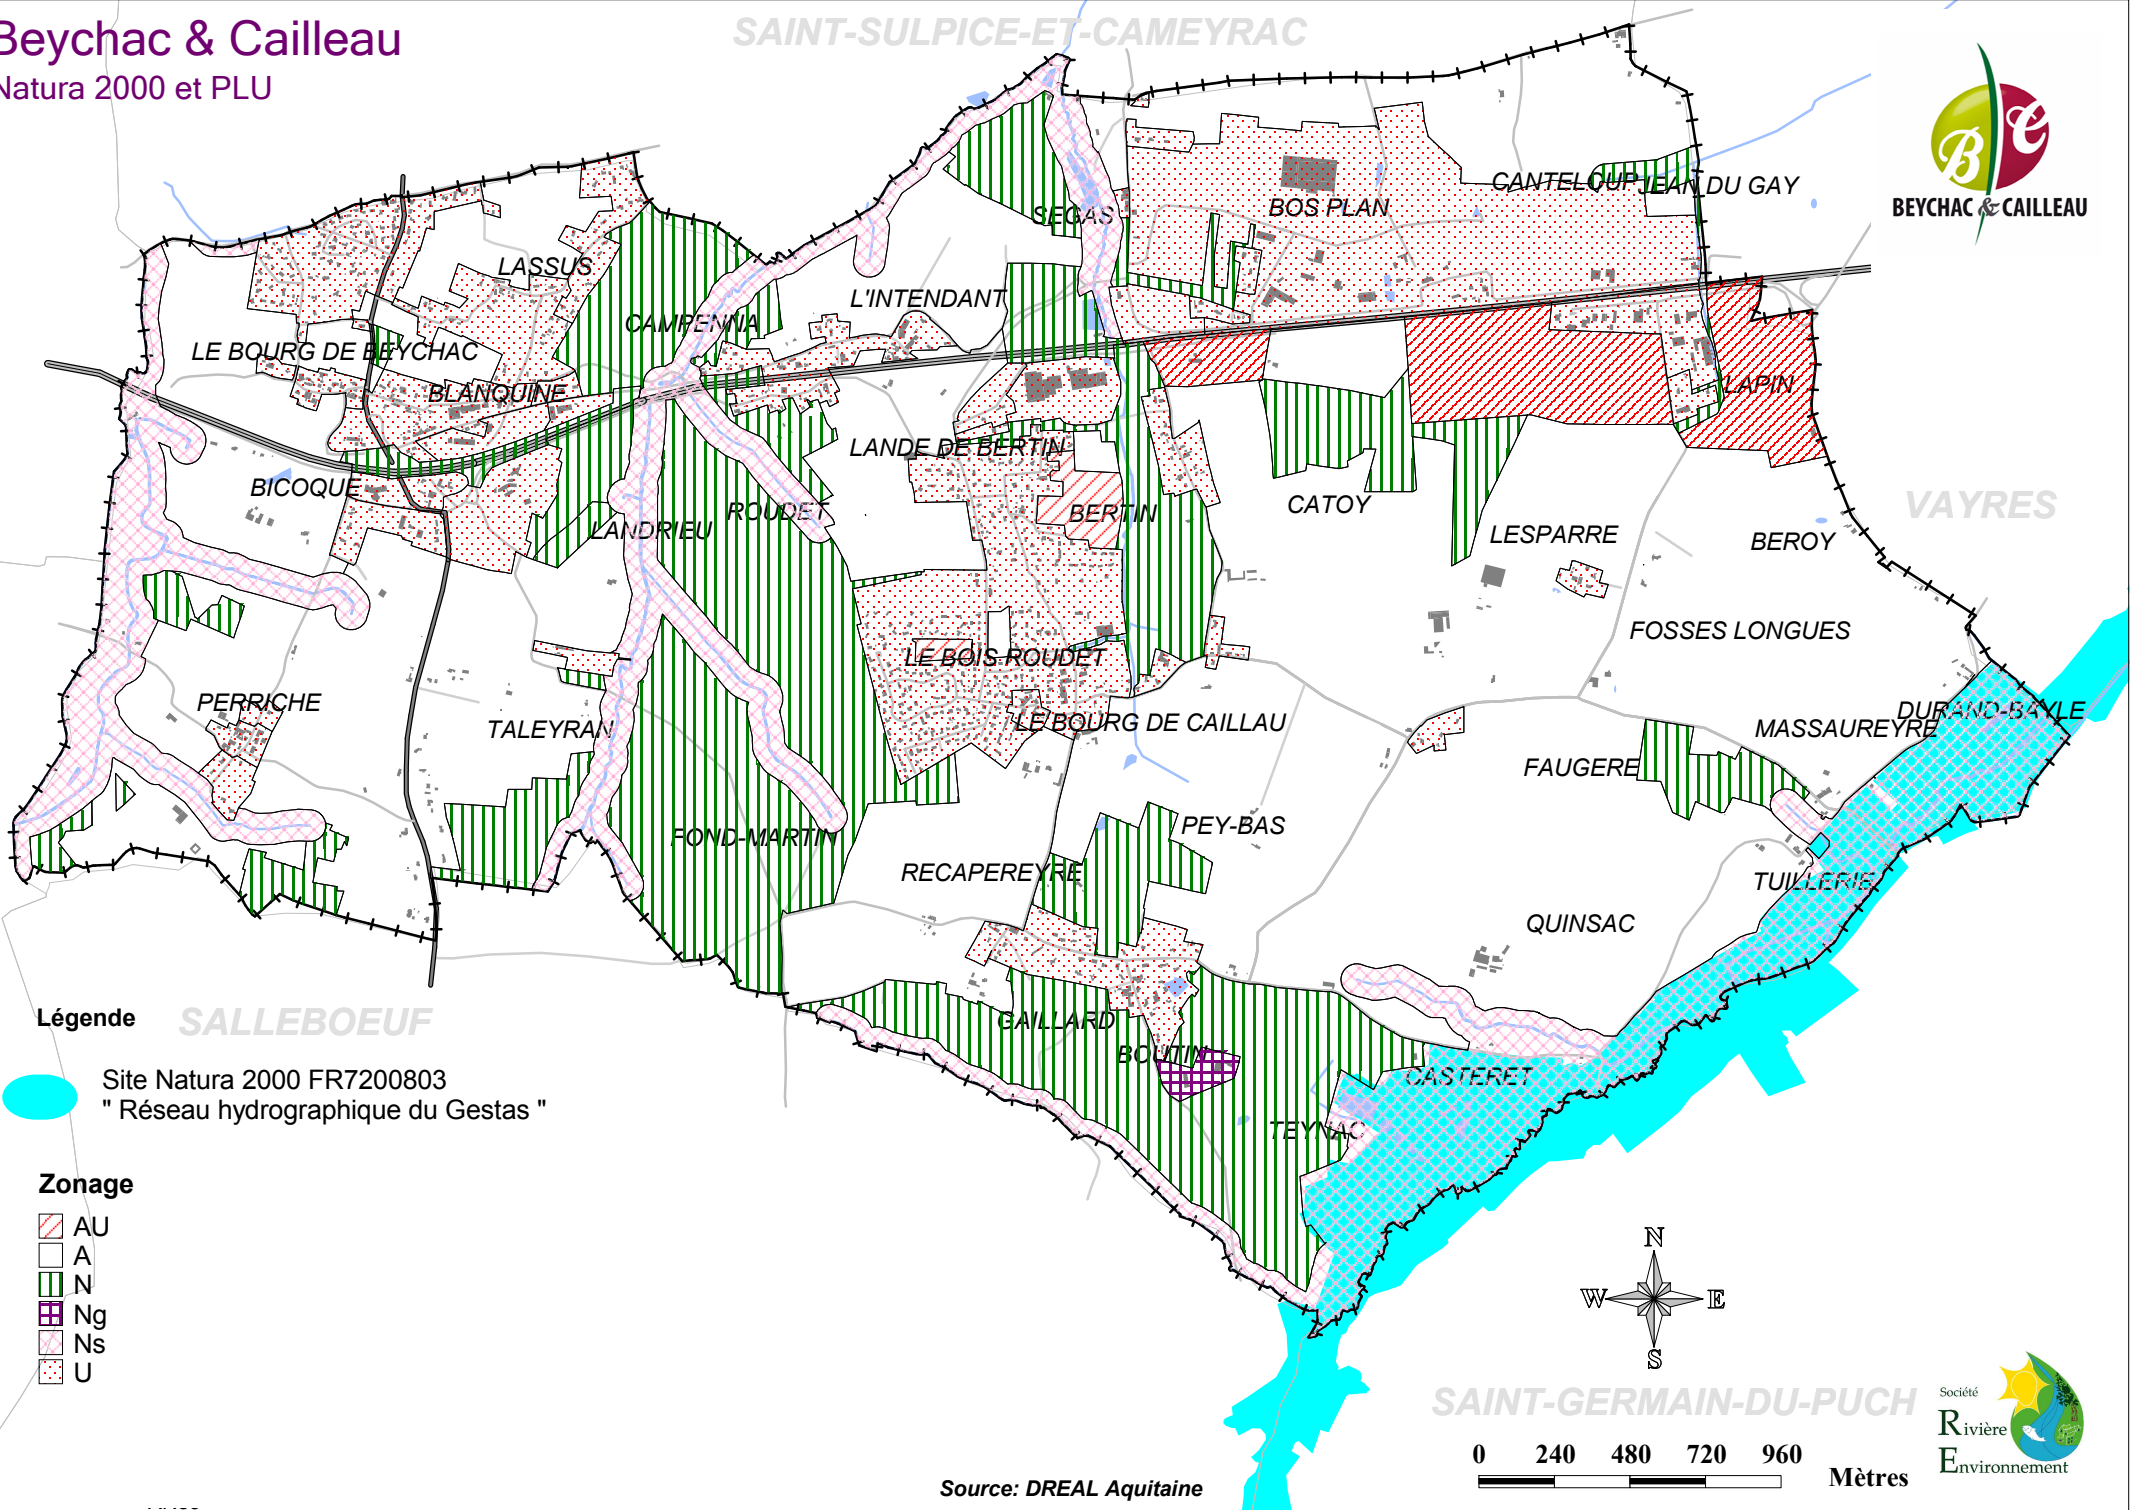 Beychac & Cailleau
Natura 2000 et PLU
SAINT-SULPICE-ET-CAMEYRAC
B C
BEYCHAC & CAILLEAU
CANTELOUP
JEAN DU GAY
BOS PLAN
SEGAS
LASSUS
L'INTENDANT
CAMPENNA
LE BOURG DE BEYCHAC
BLANQUINE
LAPIN
LANDE DE BERTIN
BICOQUE
ROUDET
BERTIN
CATOY
VAYRES
LANDRIEU
LESPARRE
BEROY
FOSSES LONGUES
LE BOIS ROUDET
PERRICHE
TALEYRAN
LE BOURG DE CAILLAU
DURAND-BAYLE
MASSAUREYRE
FAUGERE
PEY-BAS
FOND-MARTIN
RECAPEREYRE
TUILLERIE
QUINSAC
GAILLARD
BOUTIN
CASTERET
TEYNAC
Légende
SALLEBOEUF
Site Natura 2000 FR7200803
" Réseau hydrographique du Gestas "
Zonage
AU
A
N
Ng
Ns
U
N
W E
S
SAINT-GERMAIN-DU-PUCH
0 240 480 720 960
Mètres
Source: DREAL Aquitaine
Société
Rivière
Environnement